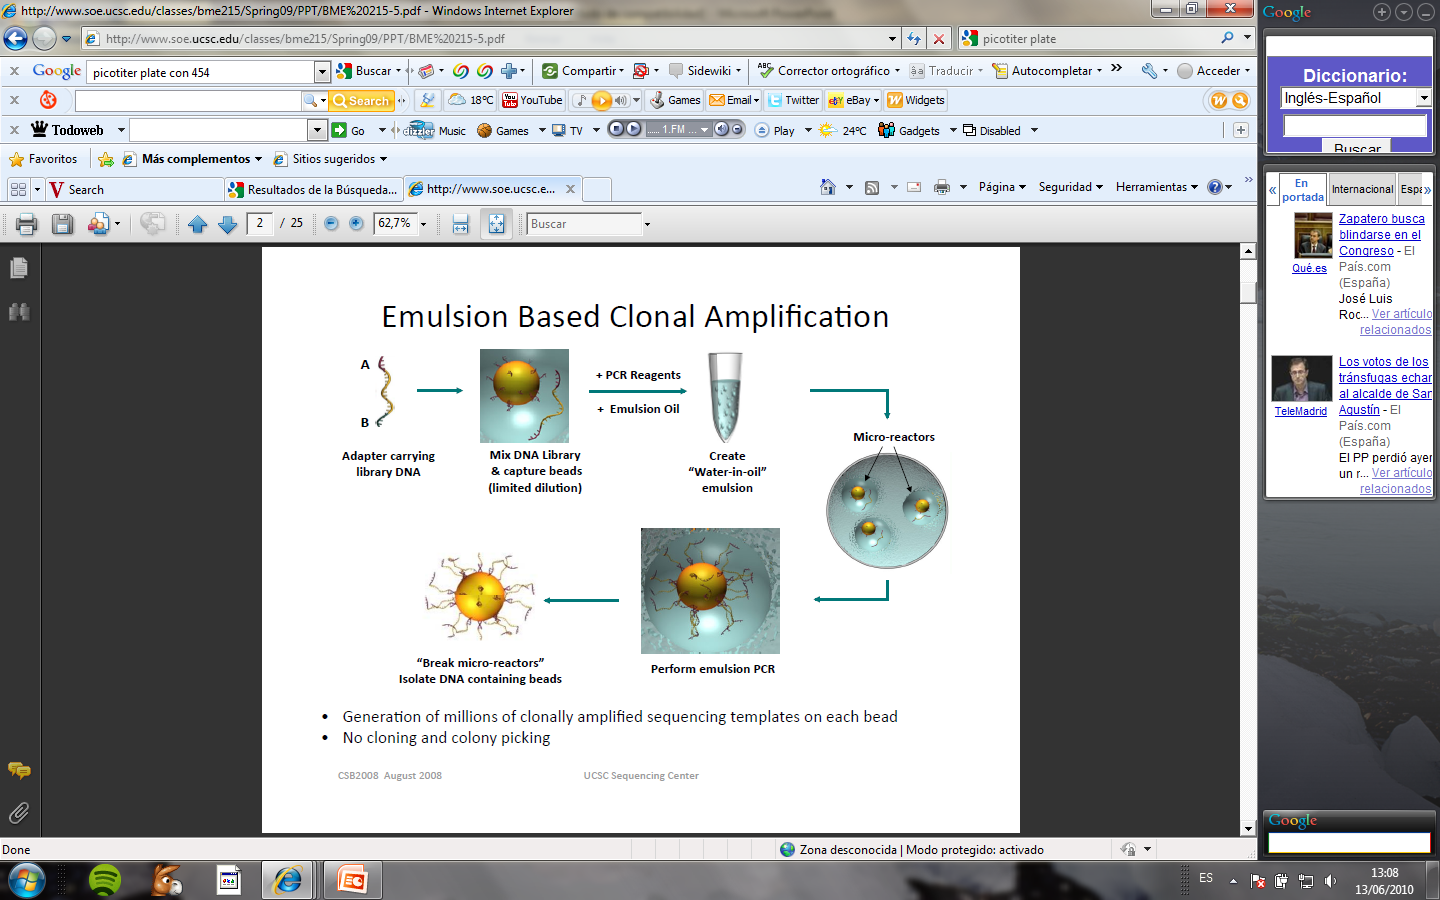 http://www.soe.ucsc.edu/classes/bme215/Spring09/PPT/BME%20215-5.pdf - Windows Internet Explorer
http://www.soe.ucsc.edu/classes/bme215/Spring09/PPT/BME%20215-5.pdf
picotiter plate
x Google picotiter plate con 454 Buscar Compartir Sidewiki Corrector ortográfico Traducir Autocompletar Acceder
x Search 18ºC YouTube Games Email Twitter eBay Widgets
x Todoweb Go dizzler Music Games TV ..... 1.FM ... Play 24ºC Gadgets Disabled
Favoritos Más complementos Sitios sugeridos
Search Resultados de la Búsqueda... http://www.soe.ucsc.e... Página Seguridad Herramientas
2 / 25 62,7% Buscar
Emulsion Based Clonal Amplification
A
B
Adapter carrying
library DNA
Mix DNA Library
& capture beads
(limited dilution)
+ PCR Reagents
+ Emulsion Oil
Create
“Water-in-oil”
emulsion
Micro-reactors
Perform emulsion PCR
“Break micro-reactors”
Isolate DNA containing beads
• Generation of millions of clonally amplified sequencing templates on each bead
• No cloning and colony picking
CSB2008 August 2008 UCSC Sequencing Center
Done Zona desconocida | Modo protegido: activado
Google
Diccionario:
Inglés-Español
Buscar
En
portada
Internacional
Espa
Zapatero busca
blindarse en el
Congreso - El
País.com
(España)
José Luis
Roc... Ver artículo
relacionados
Qué.es
Los votos de los
tránsfugas echar
al alcalde de San
Agustín - El
País.com
(España)
El PP perdió ayer
un r... Ver artículo
relacionados
TeleMadrid
Google
ES
13:08
13/06/2010